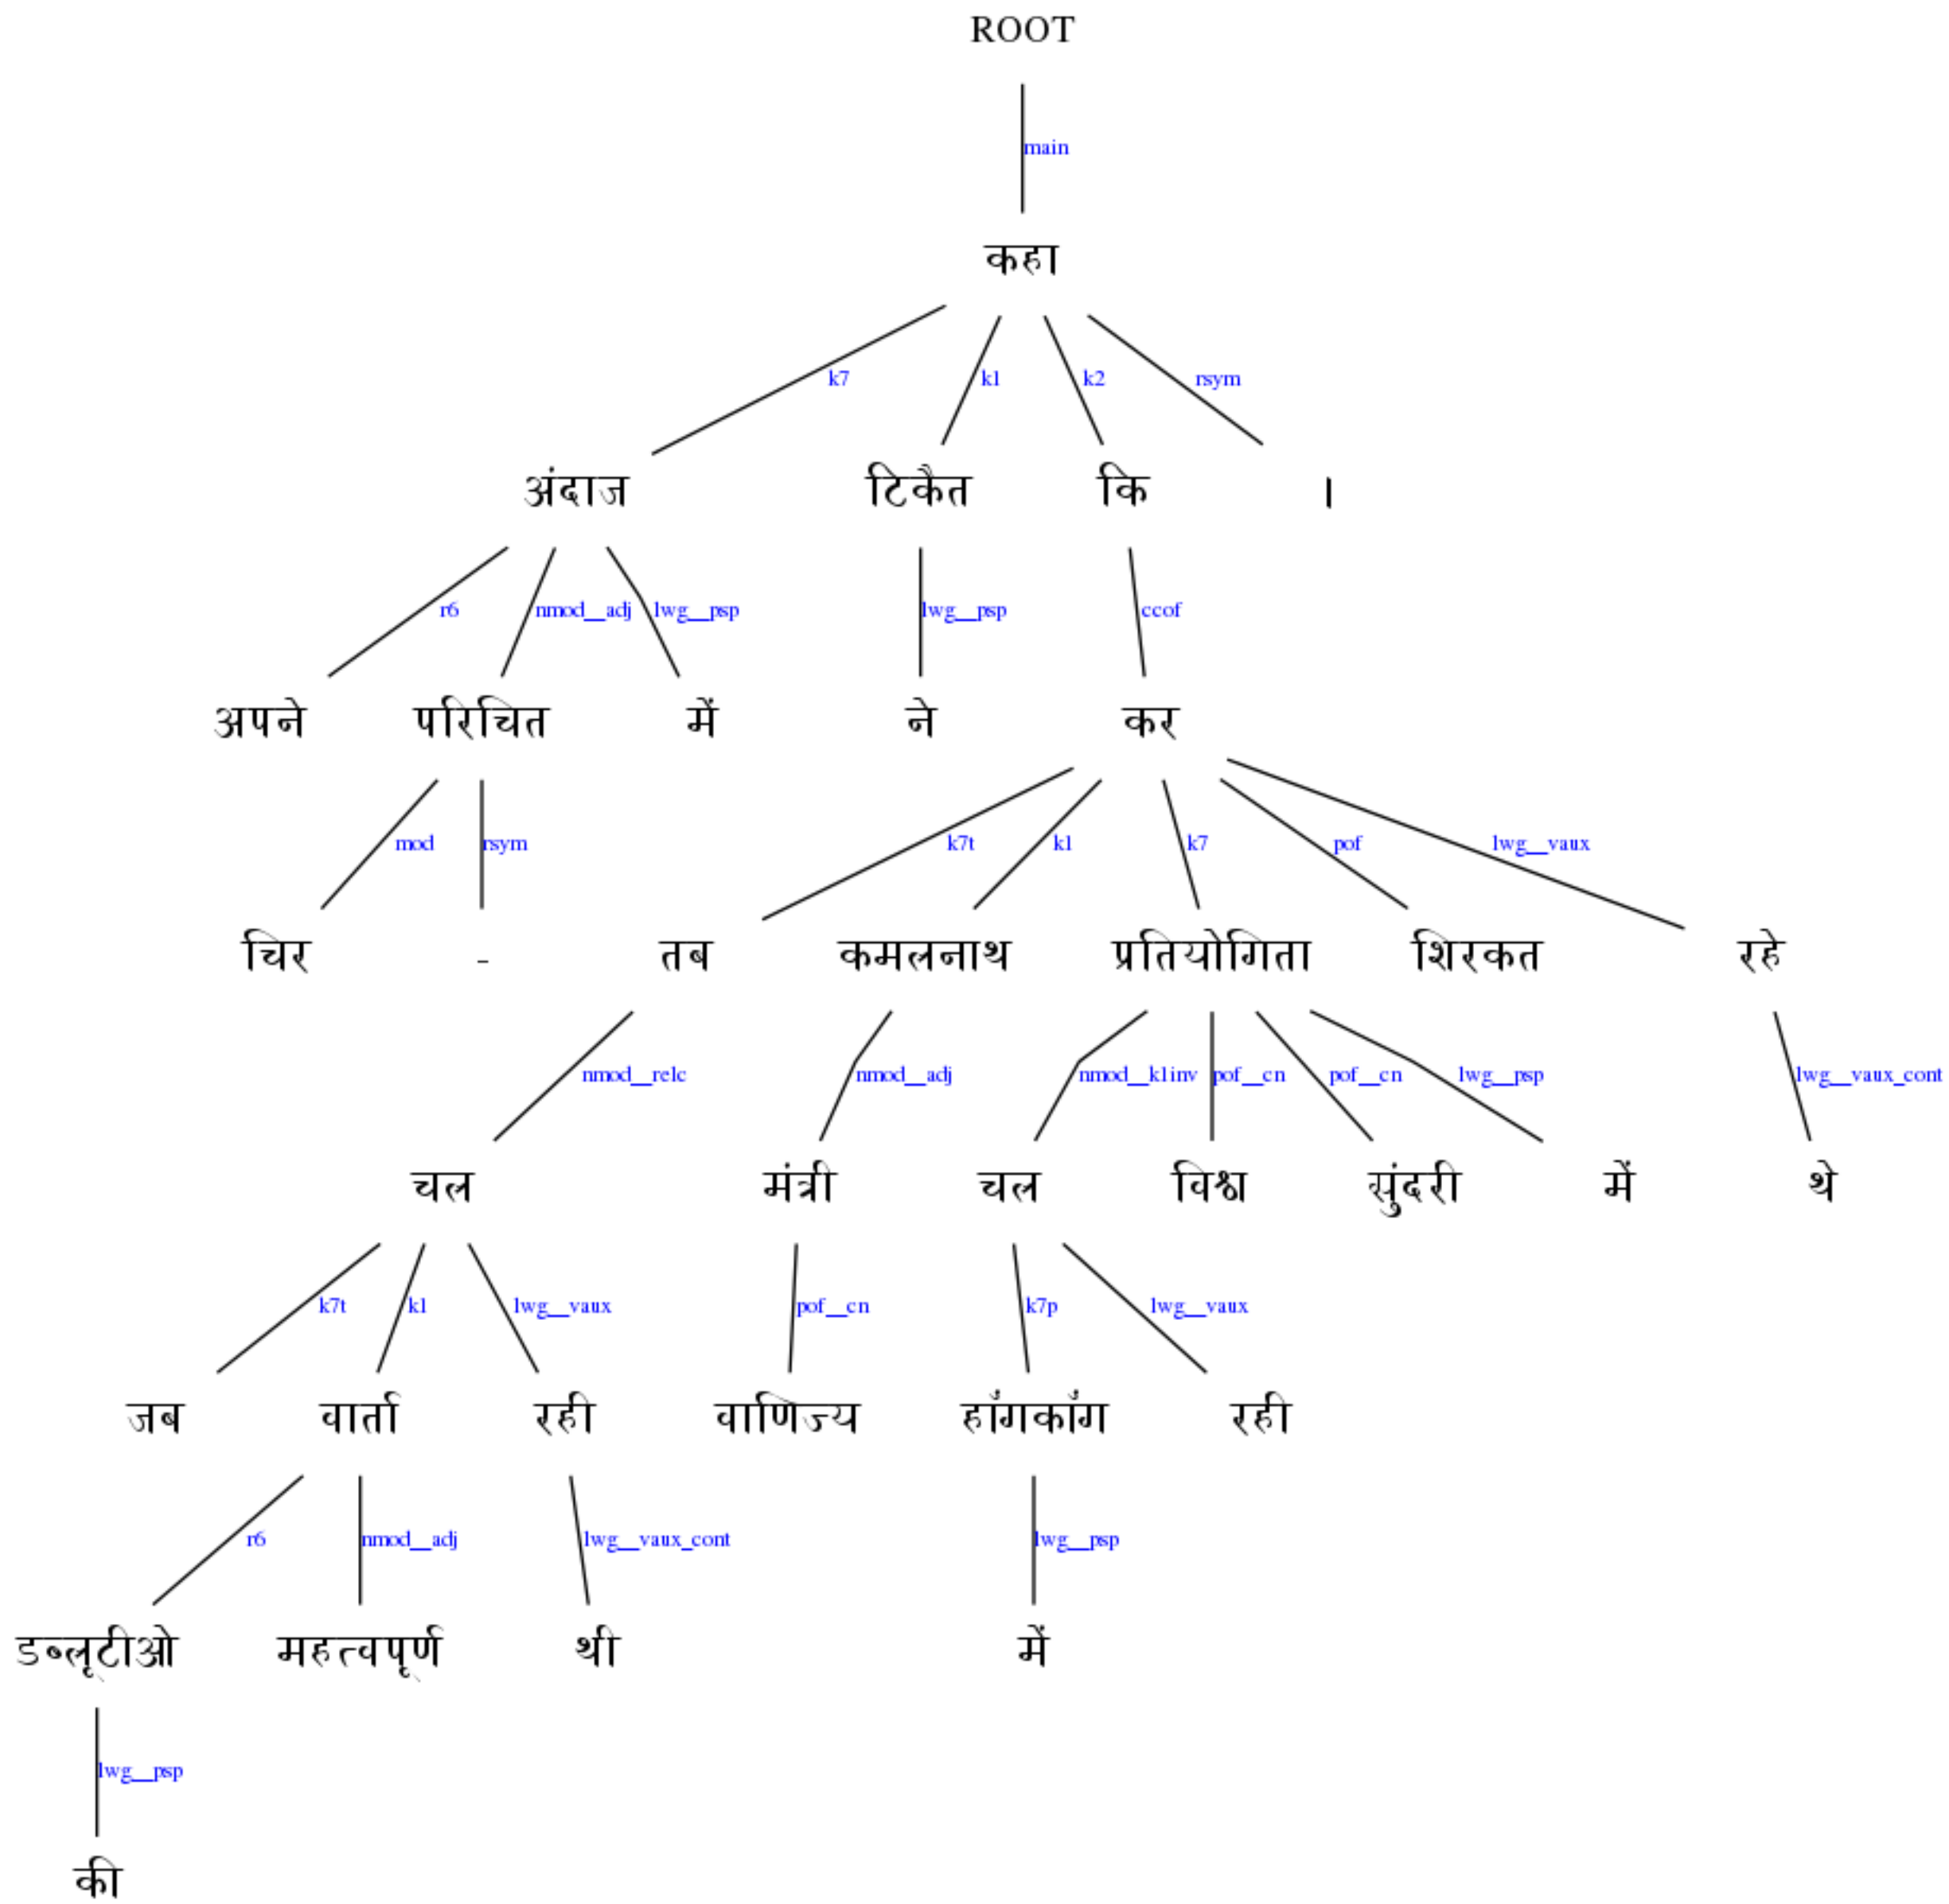 ROOT
main
कहा
k7 k1 k2 rsym
अंदाज टिकैत कि ।
r6 nmod__adj lwg__psp lwg__psp ccof
अपने परिचित में ने कर
mod rsym k7t k1 k7 pof lwg__vaux
चिर - तब कमलनाथ प्रतियोगिता शिरकत रहे
nmod__relc nmod__adj nmod__k1inv pof__cn pof__cn lwg__psp lwg__vaux_cont
चल मंत्री चल विश्व सुंदरी में थे
k7t k1 lwg__vaux pof__cn k7p lwg__vaux
जब वार्ता रही वाणिज्य हाँगकाँग रही
r6 nmod__adj lwg__vaux_cont lwg__psp
डब्लूटीओ महत्वपूर्ण थी में
lwg__psp
की